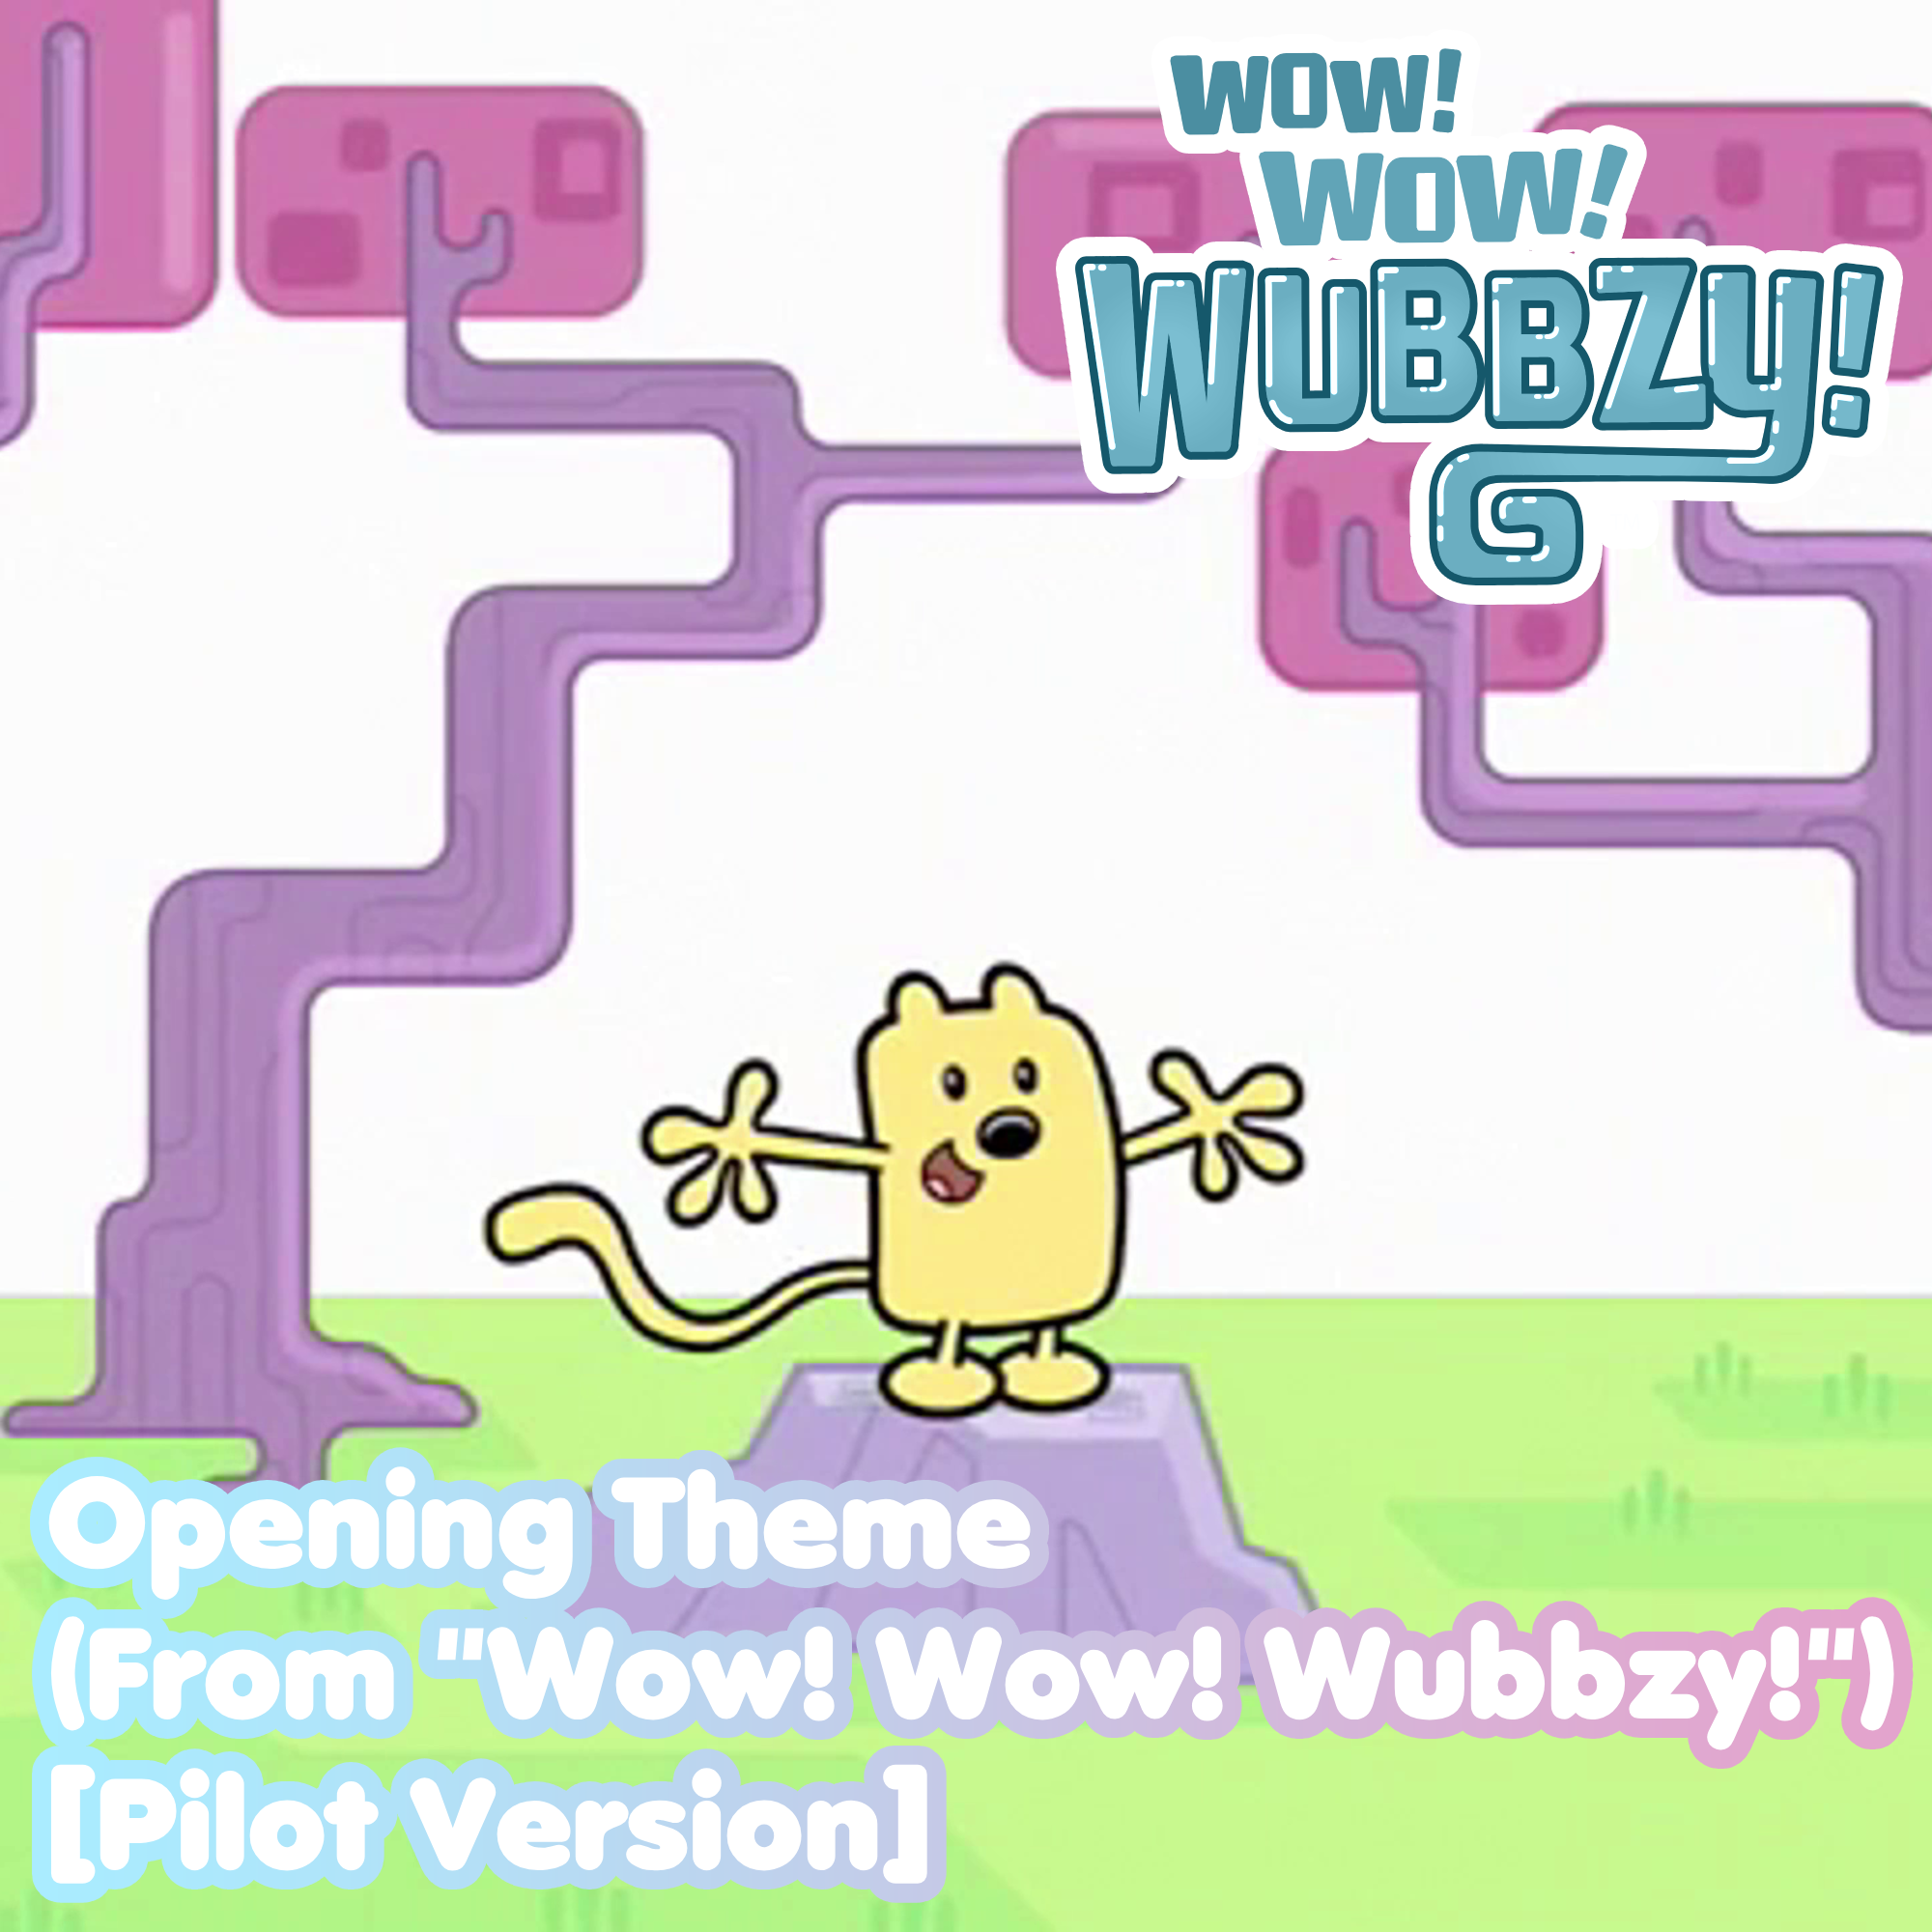 WOW!
WOW!
WUBBZY!
Opening Theme
(From "Wow! Wow! Wubbzy!")
[Pilot Version]